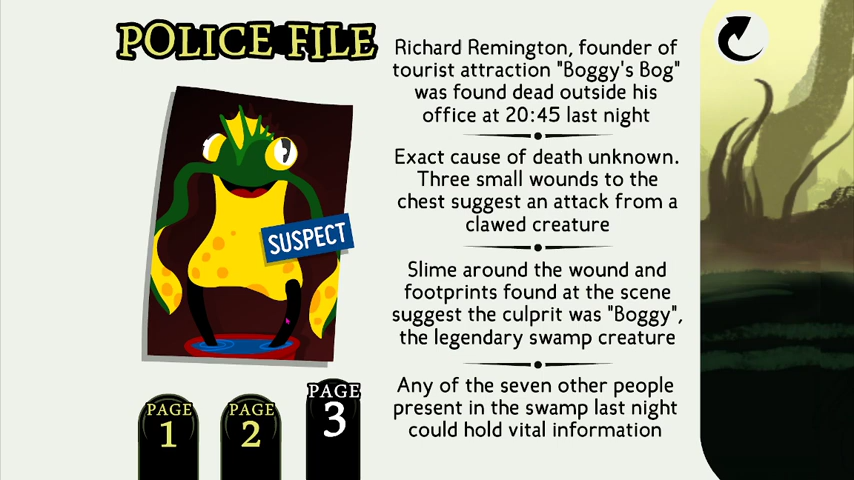 POLICE FILE
Richard Remington, founder of
tourist attraction "Boggy's Bog"
was found dead outside his
office at 20:45 last night
Exact cause of death unknown.
Three small wounds to the
chest suggest an attack from a
clawed creature
SUSPECT
Slime around the wound and
footprints found at the scene
suggest the culprit was "Boggy",
the legendary swamp creature
Any of the seven other people
present in the swamp last night
could hold vital information
PAGE
1
PAGE
2
PAGE
3